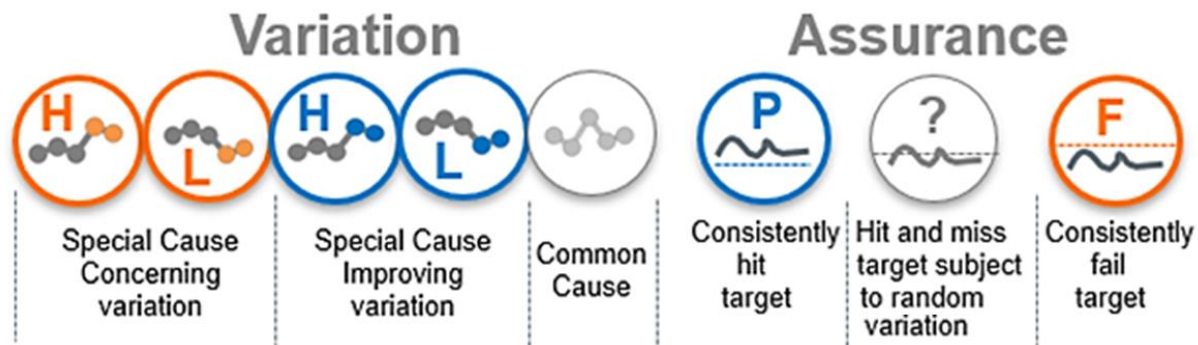 Variation
Assurance
H
L
H
L
P
?
F
Special Cause
Concerning
variation
Special Cause
Improving
variation
Common
Cause
Consistently
hit
target
Hit and miss
target subject
to random
variation
Consistently
fail
target